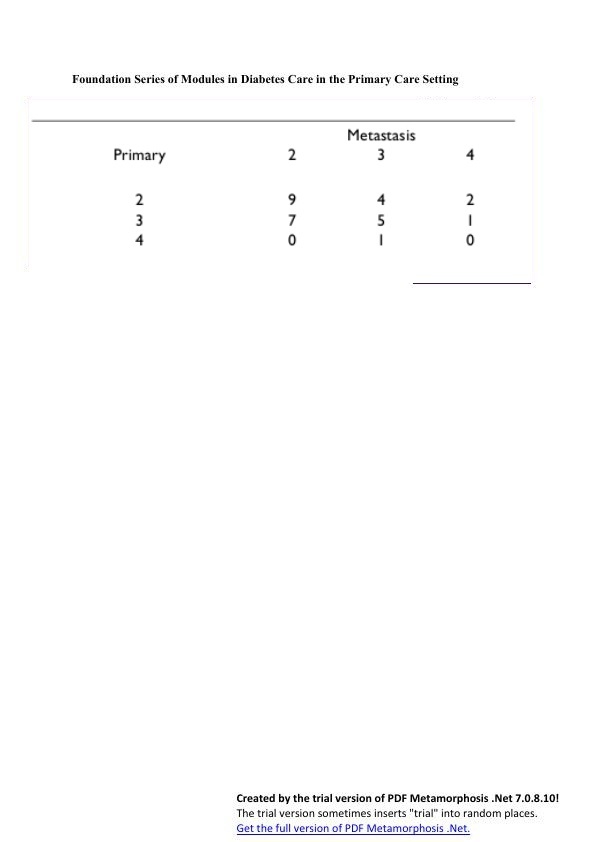 Foundation Series of Modules in Diabetes Care in the Primary Care Setting
Metastasis
Primary 2 3 4
2 9 4 2
3 7 5 1
4 0 1 0
Created by the trial version of PDF Metamorphosis .Net 7.0.8.10!
The trial version sometimes inserts "trial" into random places.
Get the full version of PDF Metamorphosis .Net.